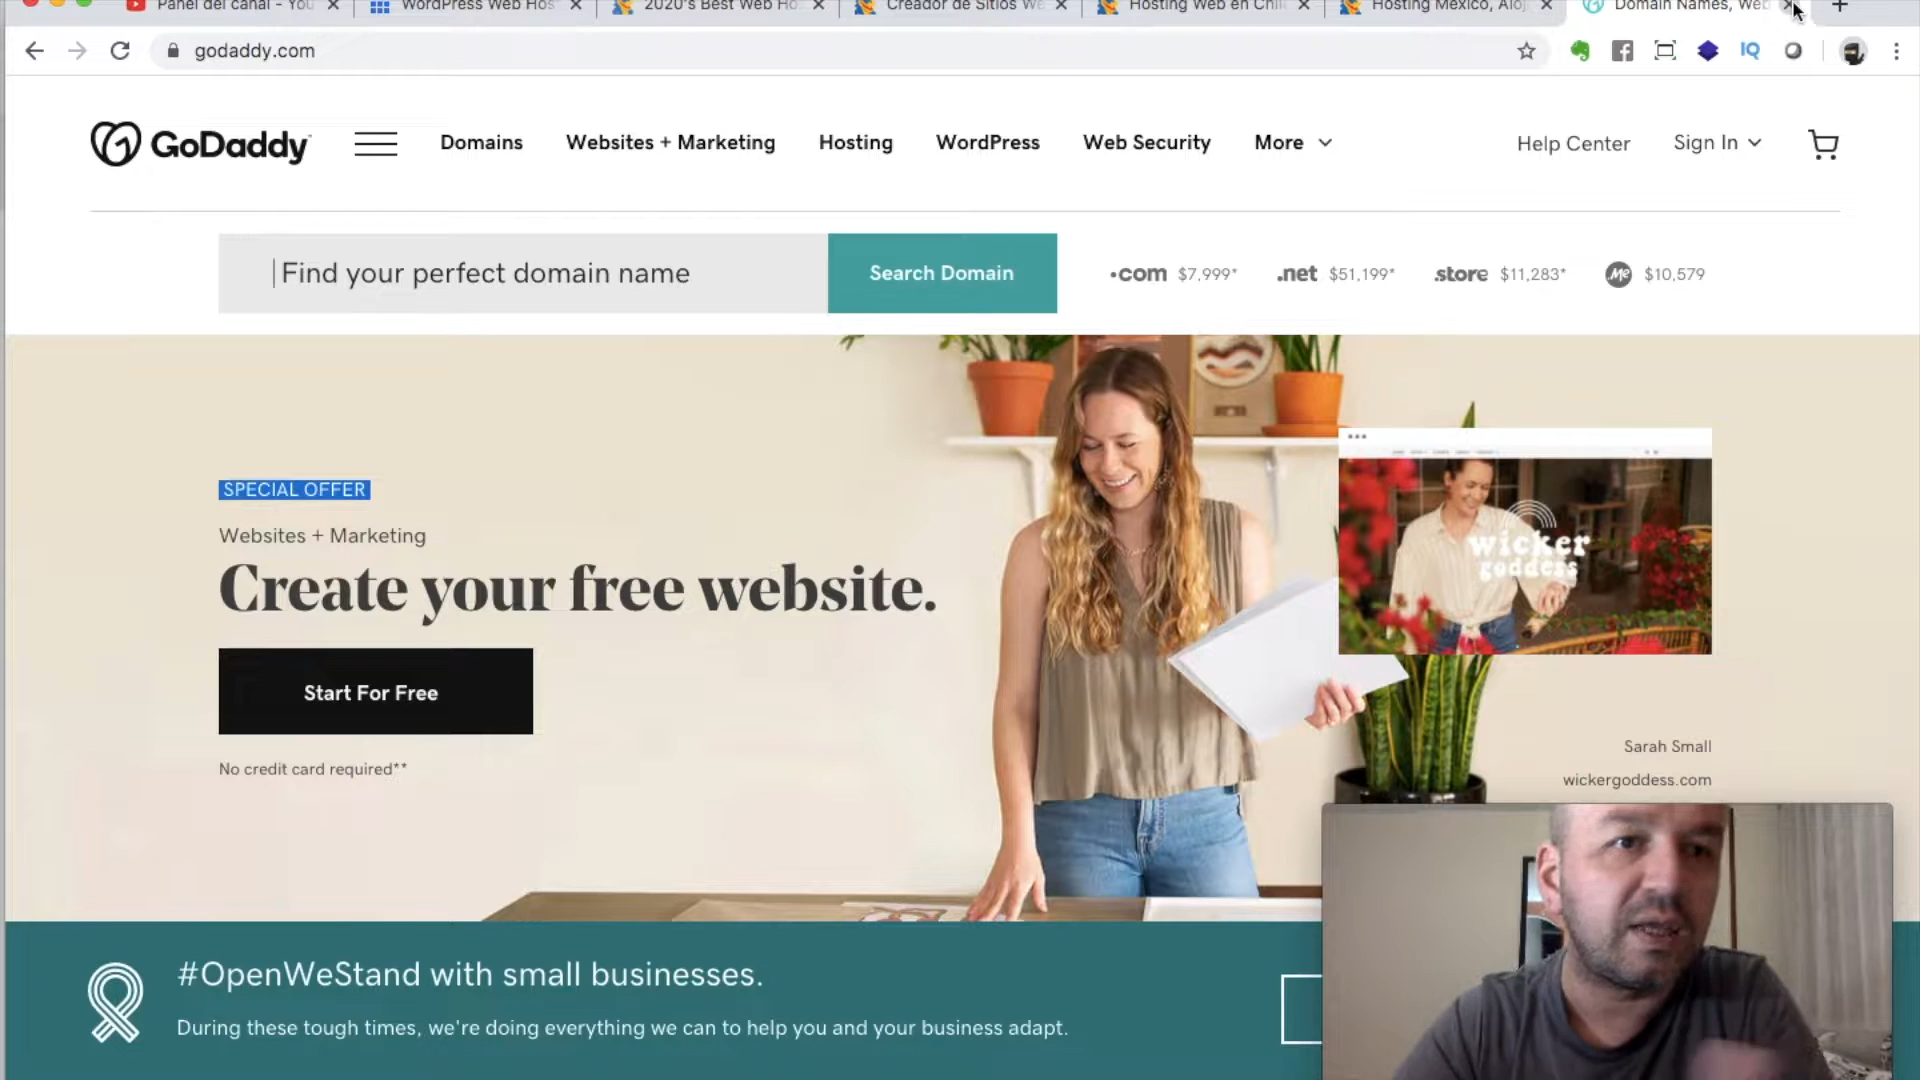 Panel del canal - You
WordPress Web Host
2020's Best Web Ho
Creador de Sitios We
Hosting Web en Chil
Hosting México, Aloj
Domain Names, Web
godaddy.com
IQ
GoDaddy
Domains
Websites + Marketing
Hosting
WordPress
Web Security
More
Help Center
Sign In
Find your perfect domain name
Search Domain
.com $7,999*
.net $51,199*
.store $11,283*
.Me $10,579
SPECIAL OFFER
Websites + Marketing
Create your free website.
Start For Free
No credit card required**
wicker
goddess
Sarah Small
wickergoddess.com
#OpenWeStand with small businesses.
During these tough times, we're doing everything we can to help you and your business adapt.